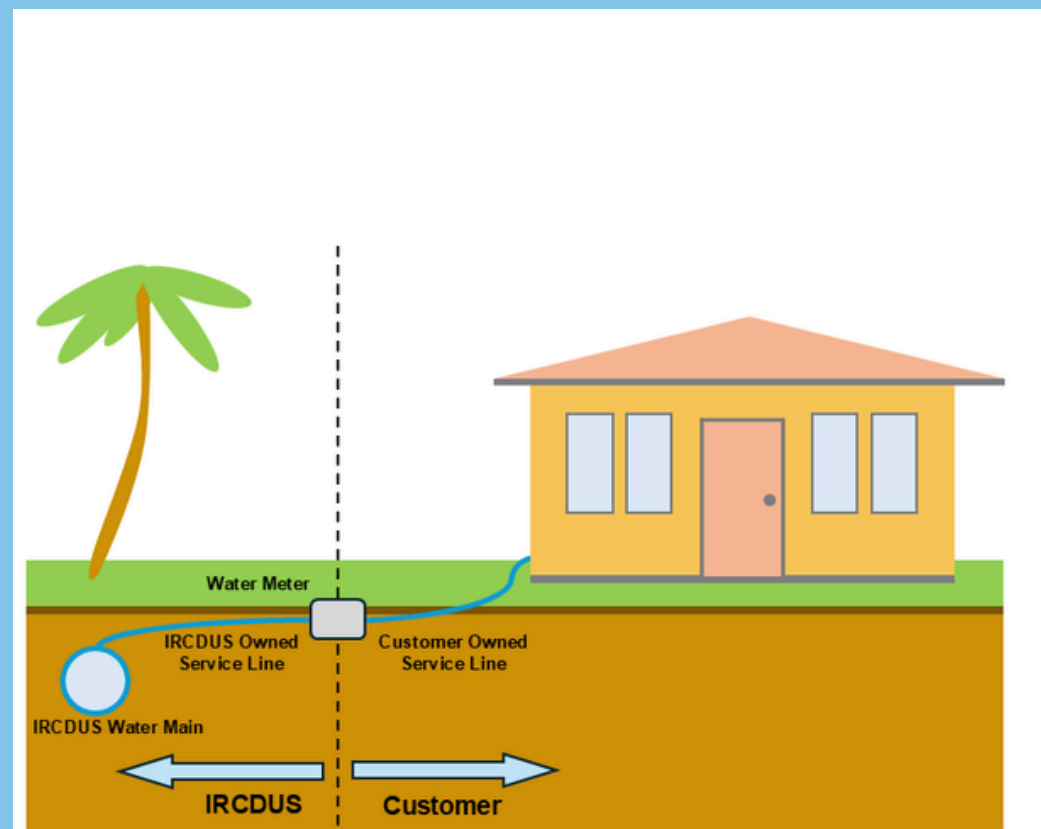 Water Meter
IRCDUS Owned
Service Line
Customer Owned
Service Line
IRCDUS Water Main
IRCDUS
Customer